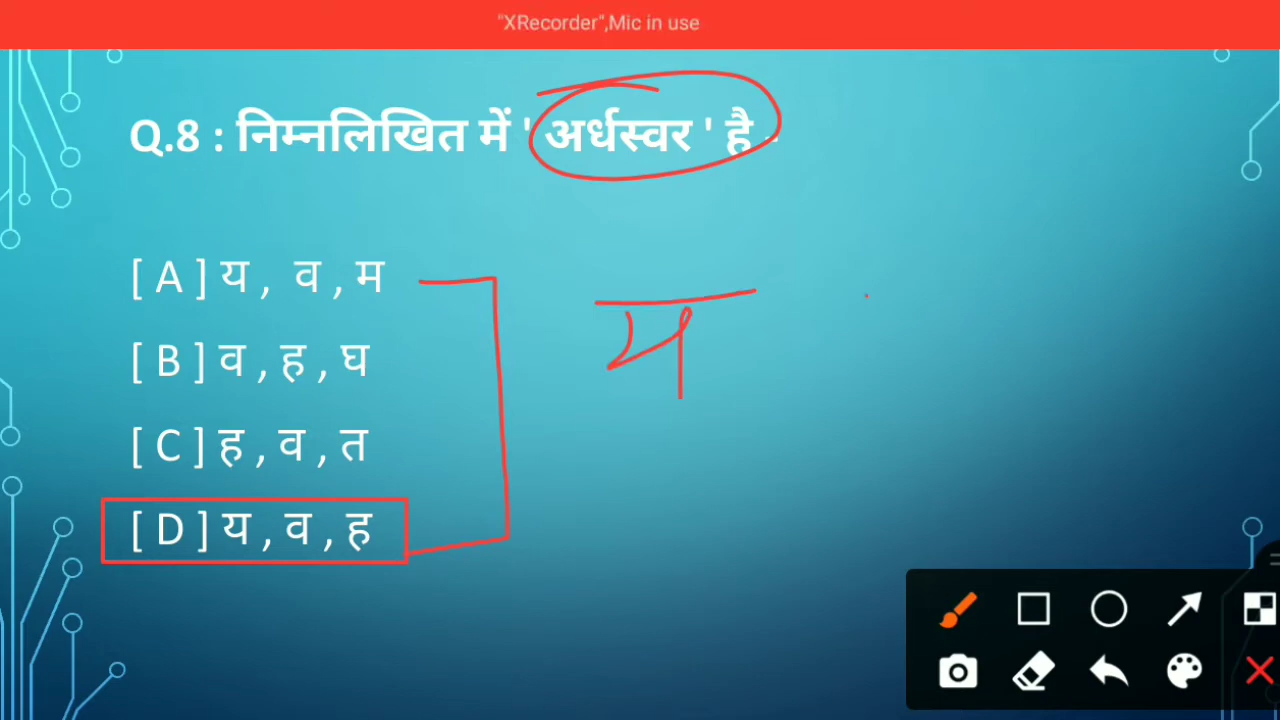 "XRecorder",Mic in use
Q.8 : निम्नलिखित में ' अर्धस्वर ' है -
[ A ] य , व , म
[ B ] व , ह , घ
[ C ] ह , व , त
[ D ] य , व , ह
य